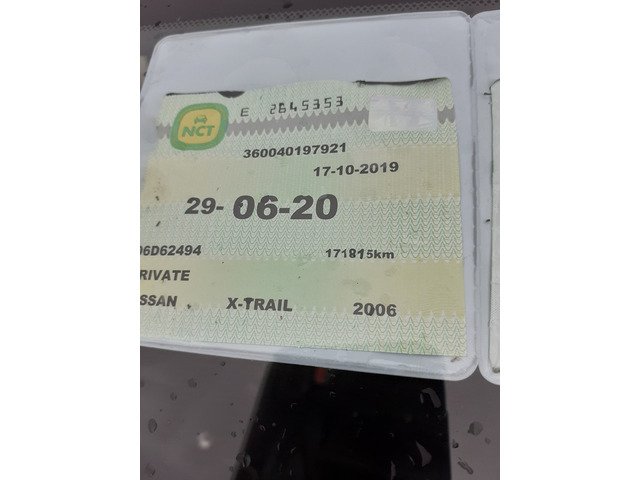 E 2645353
NCT
360040197921
17-10-2019
29-06-20
06D62494 171815km
RIVATE
SSAN X-TRAIL 2006